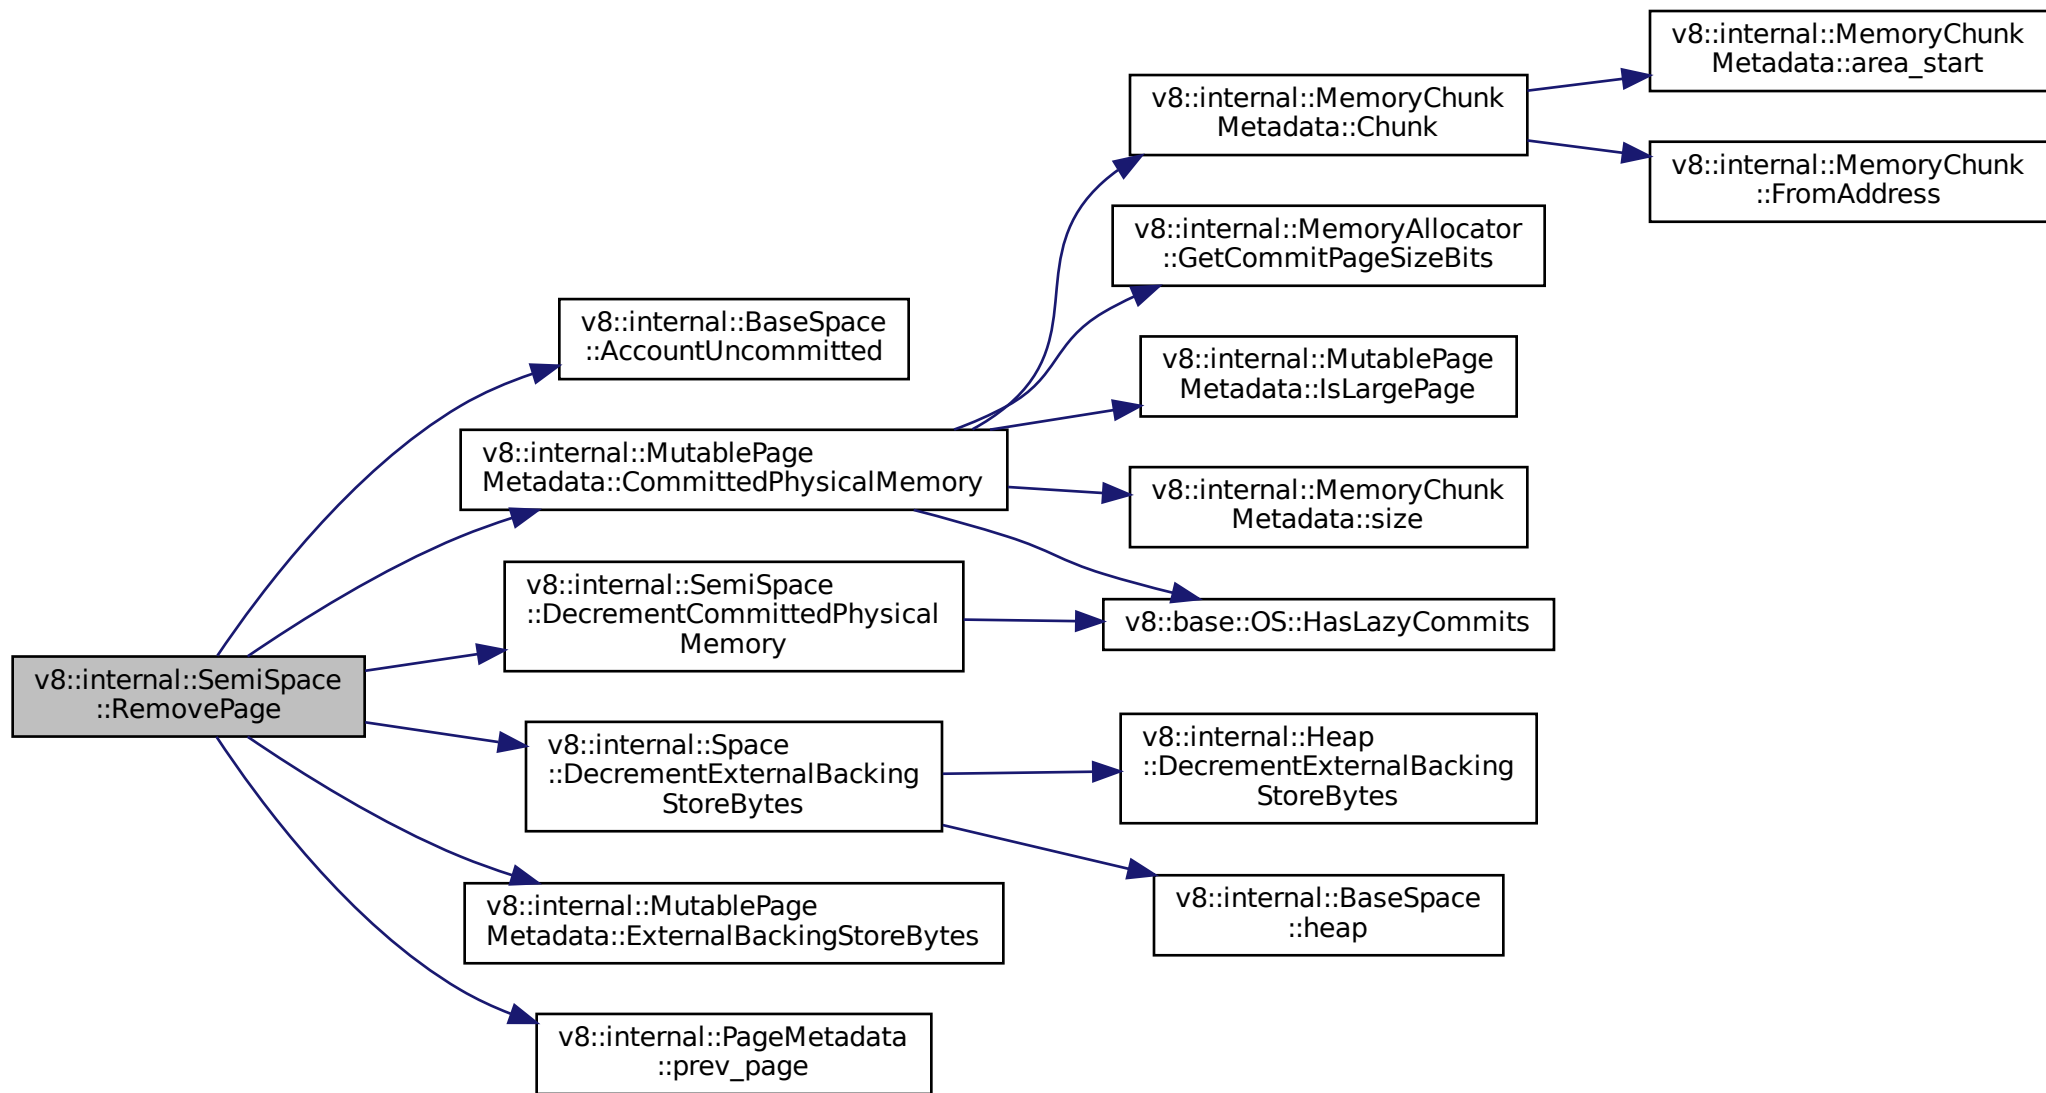 v8::internal::SemiSpace
::RemovePage
v8::internal::BaseSpace
::AccountUncommitted
v8::internal::MutablePage
Metadata::CommittedPhysicalMemory
v8::internal::SemiSpace
::DecrementCommittedPhysical
Memory
v8::internal::Space
::DecrementExternalBacking
StoreBytes
v8::internal::MutablePage
Metadata::ExternalBackingStoreBytes
v8::internal::PageMetadata
::prev_page
v8::internal::MemoryChunk
Metadata::Chunk
v8::internal::MemoryAllocator
::GetCommitPageSizeBits
v8::internal::MutablePage
Metadata::IsLargePage
v8::internal::MemoryChunk
Metadata::size
v8::base::OS::HasLazyCommits
v8::internal::Heap
::DecrementExternalBacking
StoreBytes
v8::internal::BaseSpace
::heap
v8::internal::MemoryChunk
Metadata::area_start
v8::internal::MemoryChunk
::FromAddress